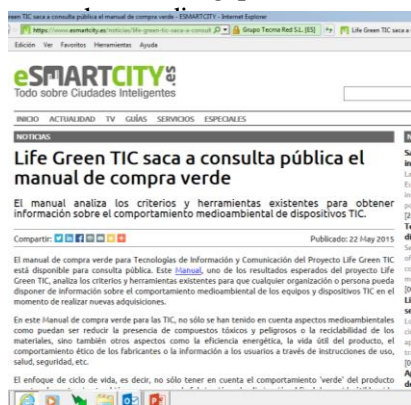 TIC saca a consulta pública el manual de compra verde - ESMARTCITY - Internet Explorer
https://www.esmartcity.es/noticias/life-green-tic-saca-a-consult
Grupo Tecma Red S.L. [ES]
Life Green TIC saca a
Edición Ver Favoritos Herramientas Ayuda
eSMARTCITY.es
Todo sobre Ciudades Inteligentes
INICIO ACTUALIDAD TV GUÍAS SERVICIOS ESPECIALES
NOTICIAS
Life Green TIC saca a consulta pública el
manual de compra verde
El manual analiza los criterios y herramientas existentes para obtener
información sobre el comportamiento medioambiental de dispositivos TIC.
Compartir:
Publicado: 22 May 2015
El manual de compra verde para Tecnologías de Información y Comunicación del Proyecto Life Green TIC
está disponible para consulta pública. Este Manual, uno de los resultados esperados del proyecto Life
Green TIC, analiza los criterios y herramientas existentes para que cualquier organización o persona pueda
disponer de información sobre el comportamiento medioambiental de los equipos y dispositivos TIC en el
momento de realizar nuevas adquisiciones.
En este Manual de compra verde para las TIC, no sólo se han tenido en cuenta aspectos medioambientales
como puedan ser reducir la presencia de compuestos tóxicos y peligrosos o la reciclabilidad de los
materiales, sino también otros aspectos como la eficiencia energética, la vida útil del producto, el
comportamiento ético de los fabricantes o la información a los usuarios a través de instrucciones de uso,
salud, seguridad, etc.
El enfoque de ciclo de vida, es decir, no sólo tener en cuenta el comportamiento 'verde' del producto